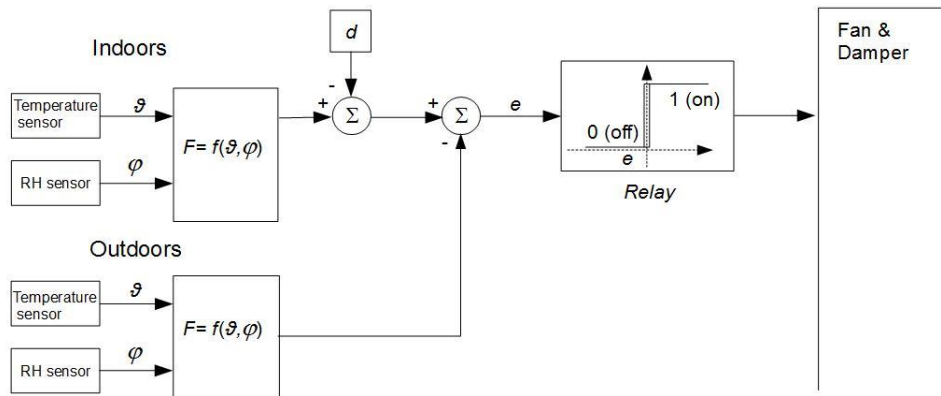 Indoors
Temperature
sensor
ϑ
RH sensor
φ
F= f(ϑ,φ)
d
-
+
Σ
+
-
Σ
e
1 (on)
0 (off)
e
Relay
Fan &
Damper
Outdoors
Temperature
sensor
ϑ
RH sensor
φ
F= f(ϑ,φ)